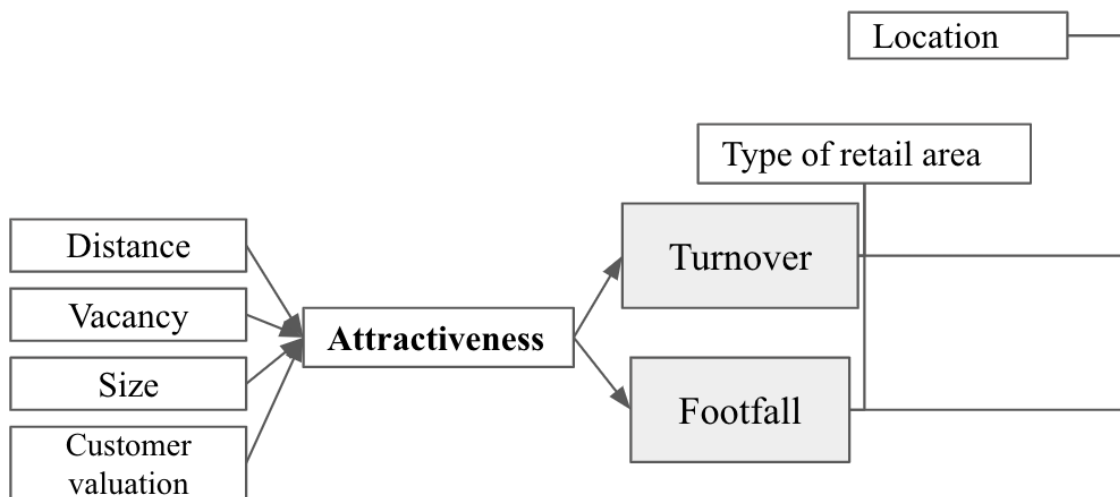 Location
Type of retail area
Distance
Turnover
Vacancy
Attractiveness
Size
Footfall
Customer
valuation